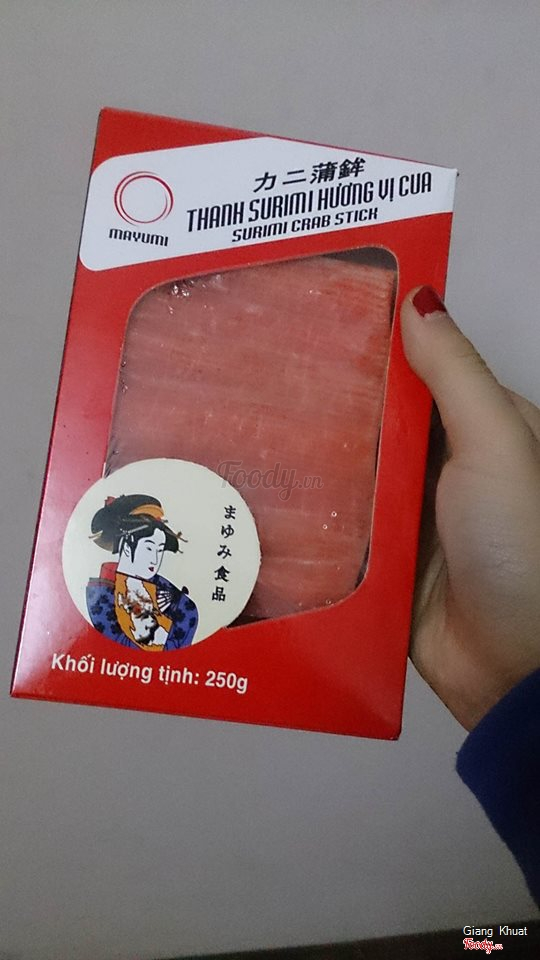 カニ蒲鉾
THANH SURIMI HƯƠNG VỊ CUA
SURIMI CRAB STICK
MAYUMI
Foody.vn
まゆみ食品
Khối lượng tịnh: 250g
Giang Khuat
Foody.vn